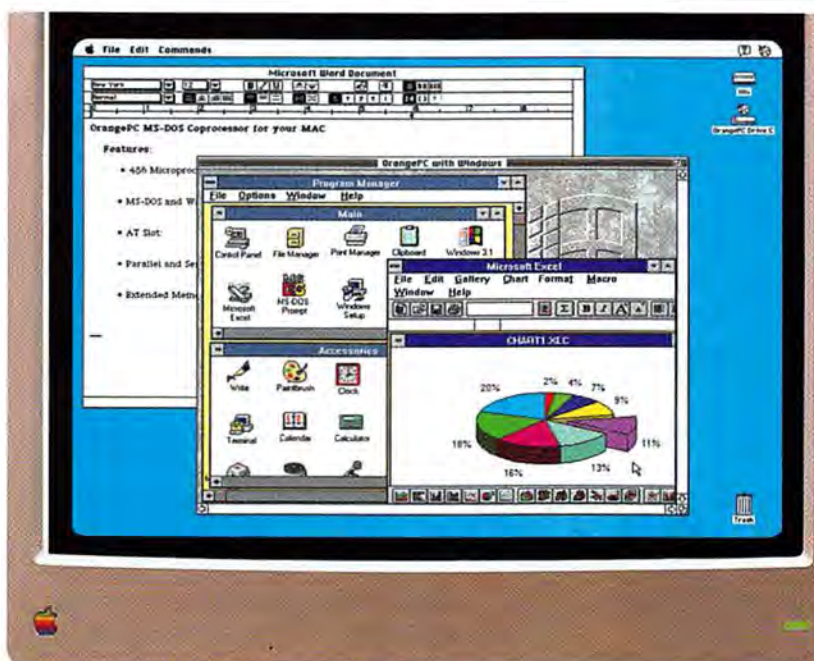 File Edit Commands
Microsoft Word Document
New York
12
B I U
Normal
OrangePC MS-DOS Coprocessor for your MAC
Features:
• 486 Microproc
• MS-DOS and W
• AT Slot:
• Parallel and Se
• Extended Mem
OrangePC Drive C
OrangePC with Windows
Program Manager
File Options Window Help
Main
Control Panel
File Manager
Print Manager
Clipboard
Windows 3.1
Microsoft Excel
MS-DOS Prompt
Windows Setup
Accessories
Write
Paintbrush
Clock
Terminal
Calendar
Calculator
Microsoft Excel
File Edit Gallery Chart Format Macro
Window Help
Σ B I A A
CHART1.XLC
20%
2%
4%
7%
9%
11%
13%
16%
18%
Trash